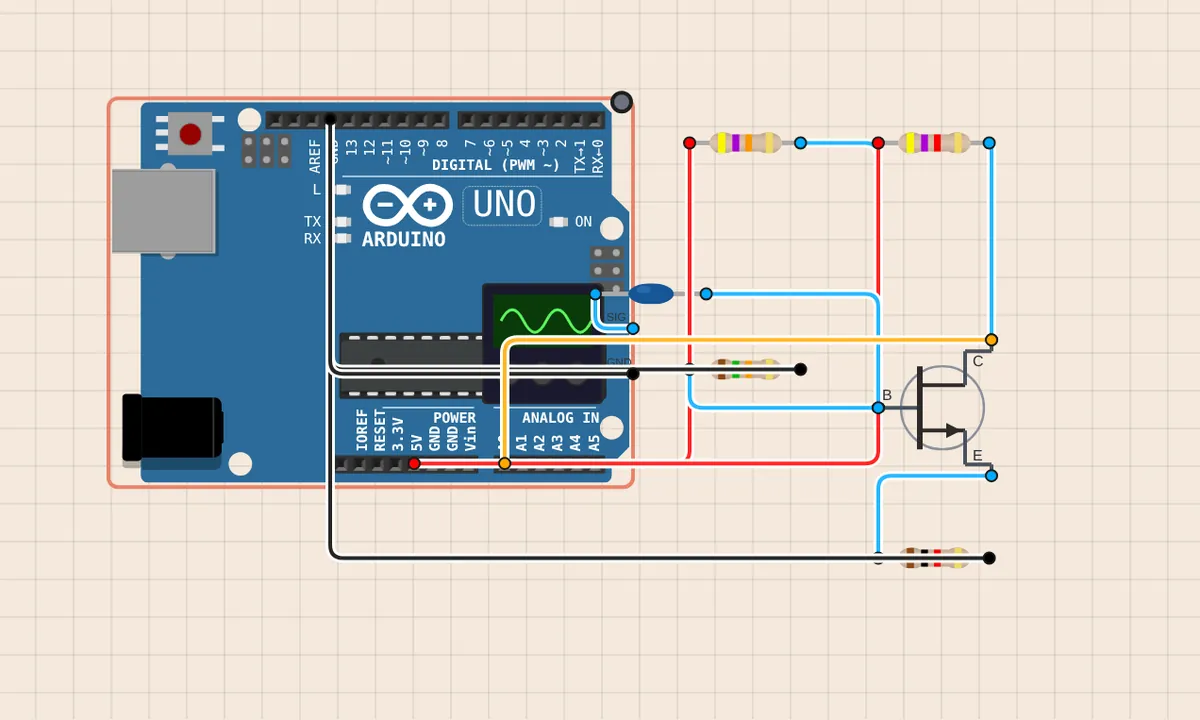 AREF
GND
13
12
~11
~10
~9
8
7
~6
~5
4
~3
2
TX→1
RX←0
DIGITAL (PWM ~)
L
TX
RX
UNO
ON
ARDUINO
SIG
GND
C
B
E
IOREF
RESET
3.3V
5V
GND
GND
Vin
POWER
ANALOG IN
A1
A2
A3
A4
A5